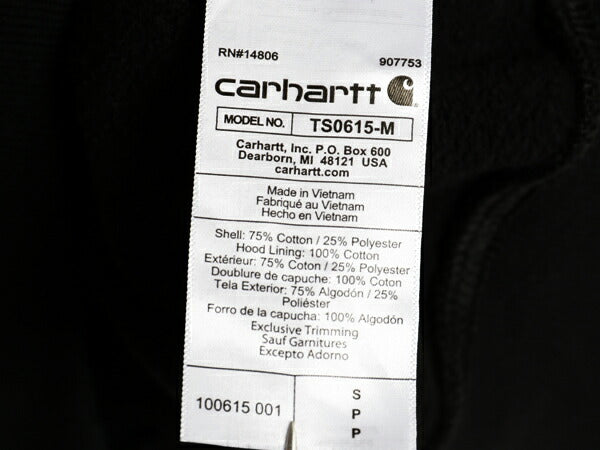 RN#14806 907753
carhartt
MODEL NO. TS0615-M
Carhartt, Inc. P.O. Box 600
Dearborn, MI 48121 USA
carhartt.com
Made in Vietnam
Fabriqué au Vietnam
Hecho en Vietnam
Shell: 75% Cotton / 25% Polyester
Hood Lining: 100% Cotton
Extérieur: 75% Coton / 25% Polyester
Doublure de capuche: 100% Coton
Tela Exterior: 75% Algodón / 25%
Poliéster
Forro de la capucha: 100% Algodón
Exclusive Trimming
Sauf Garnitures
Excepto Adorno
100615 001
S
P
P